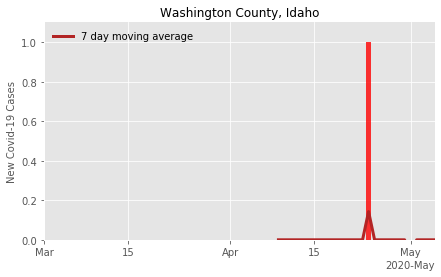 Washington County, Idaho
7 day moving average
New Covid-19 Cases
1.0
0.8
0.6
0.4
0.2
0.0
Mar 15 Apr 15 May
2020-May